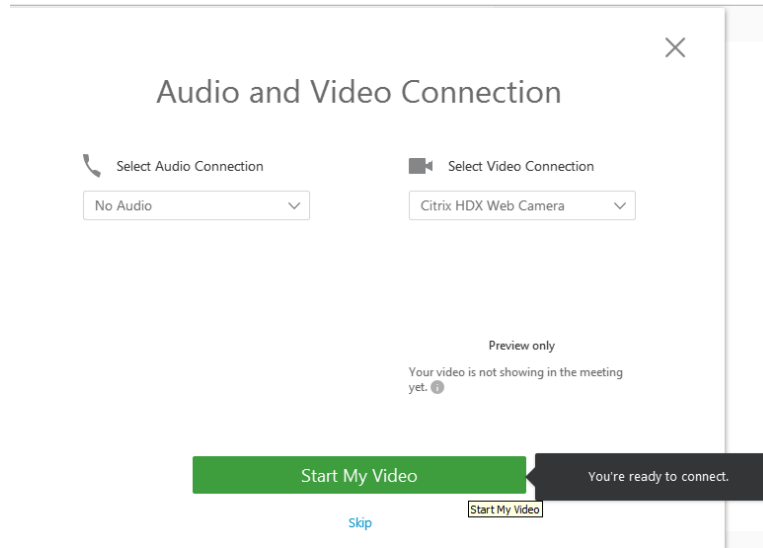 Audio and Video Connection
Select Audio Connection
No Audio
Select Video Connection
Citrix HDX Web Camera
Preview only
Your video is not showing in the meeting
yet.
Start My Video
You're ready to connect.
Start My Video
Skip